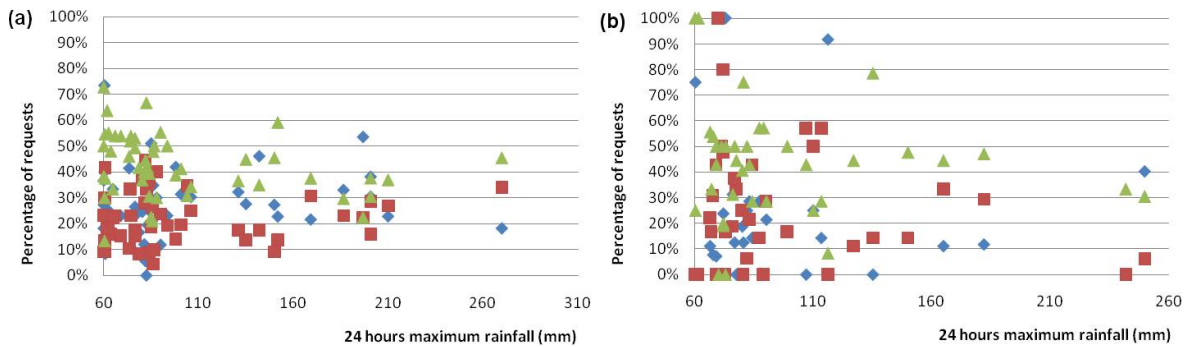 (a)
Percentage of requests
100%
90%
80%
70%
60%
50%
40%
30%
20%
10%
0%
60 110 160 210 260 310
24 hours maximum rainfall (mm)
(b)
Percentage of requests
100%
90%
80%
70%
60%
50%
40%
30%
20%
10%
0%
60 110 160 210 260
24 hours maximum rainfall (mm)